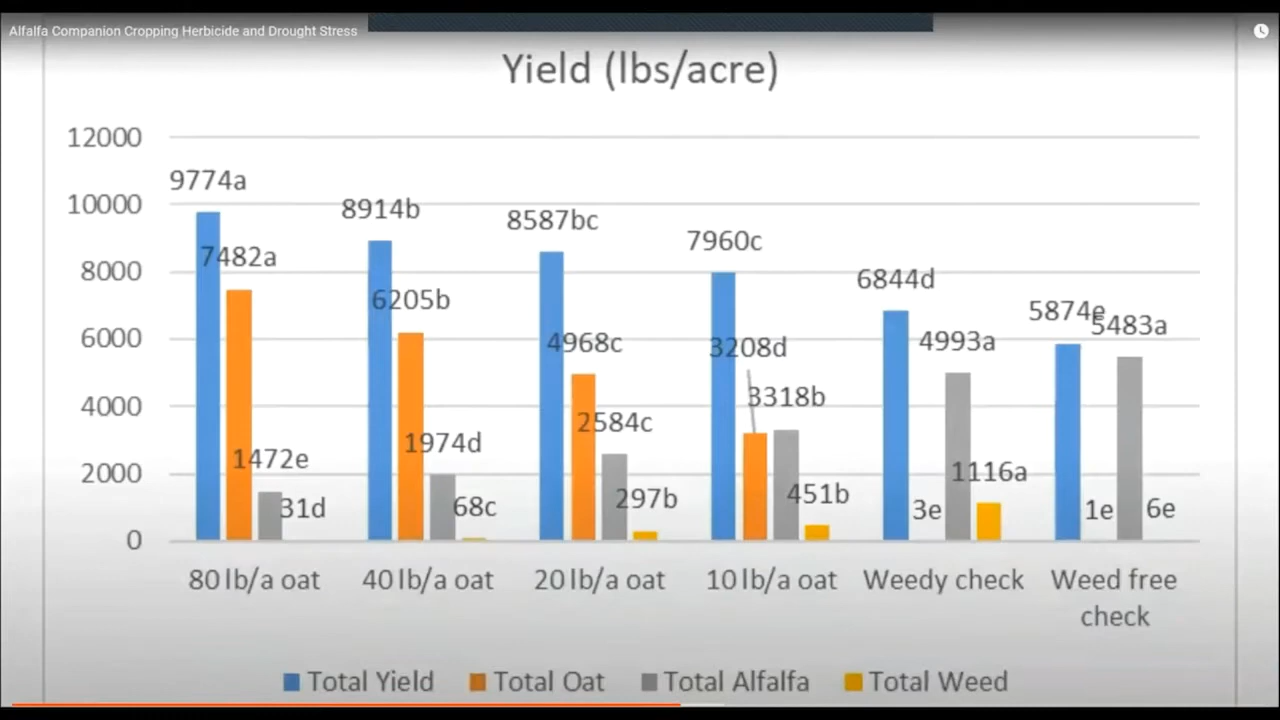 Alfalfa Companion Cropping Herbicide and Drought Stress
Yield (lbs/acre)
12000
10000
8000
6000
4000
2000
0
9774a
7482a
1472e
31d
8914b
6205b
1974d
68c
8587bc
4968c
2584c
297b
7960c
3208d
3318b
451b
6844d
3e
4993a
1116a
5874e
1e
5483a
6e
80 lb/a oat
40 lb/a oat
20 lb/a oat
10 lb/a oat
Weedy check
Weed free
check
Total Yield
Total Oat
Total Alfalfa
Total Weed